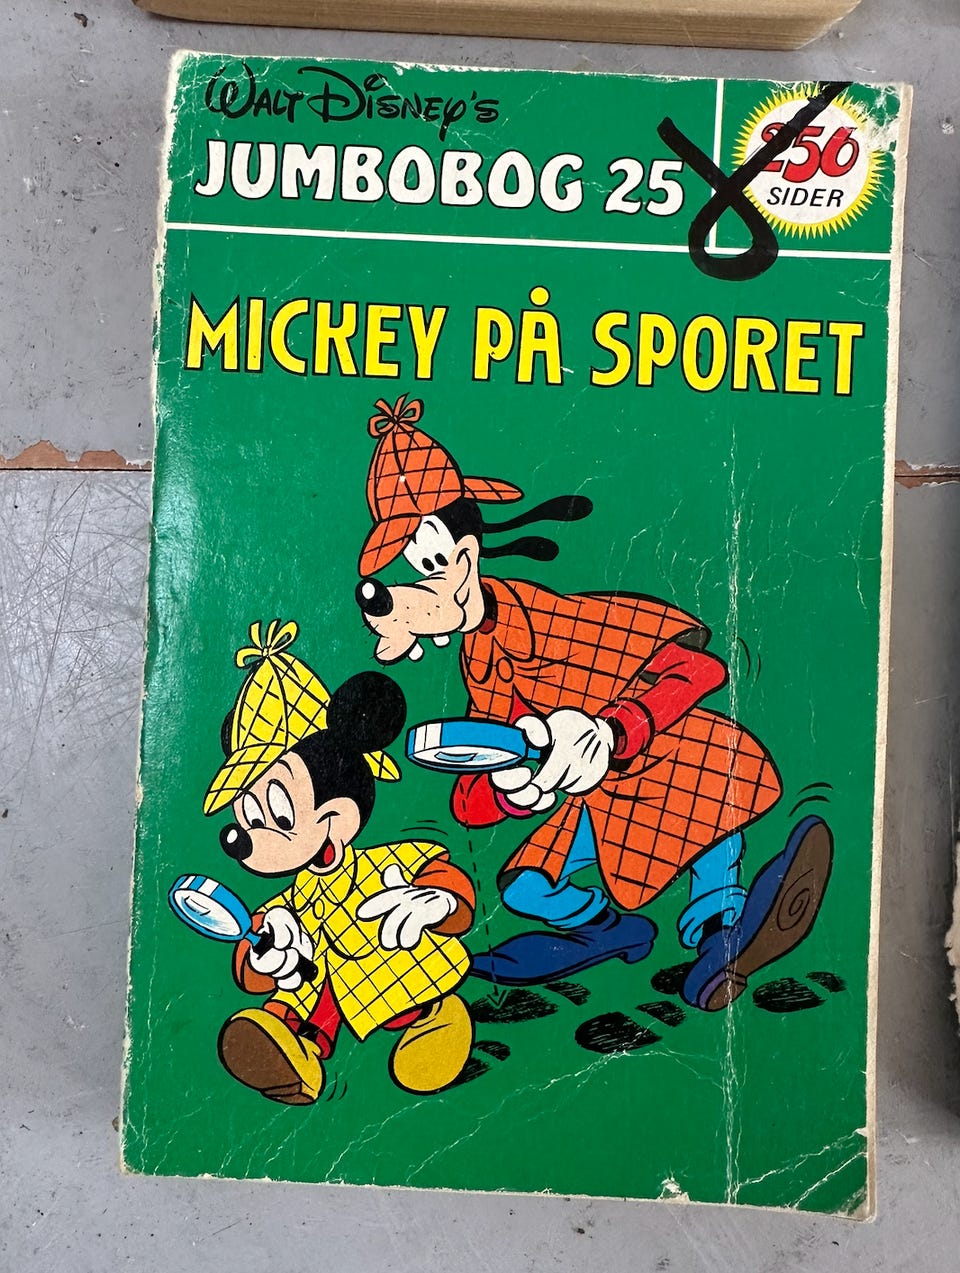 Walt Disney's
JUMBOBOG 25
256
SIDER
MICKEY PÅ SPORET